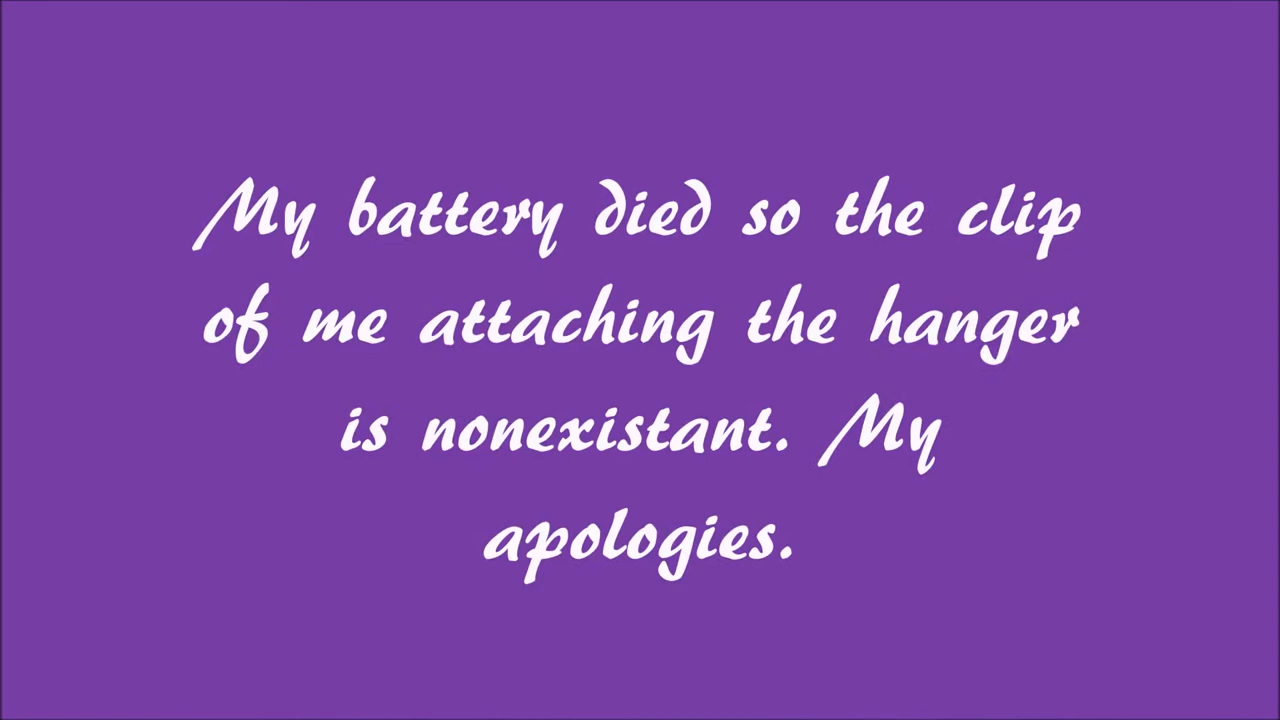 My battery died so the clip
of me attaching the hanger
is nonexistant. My
apologies.